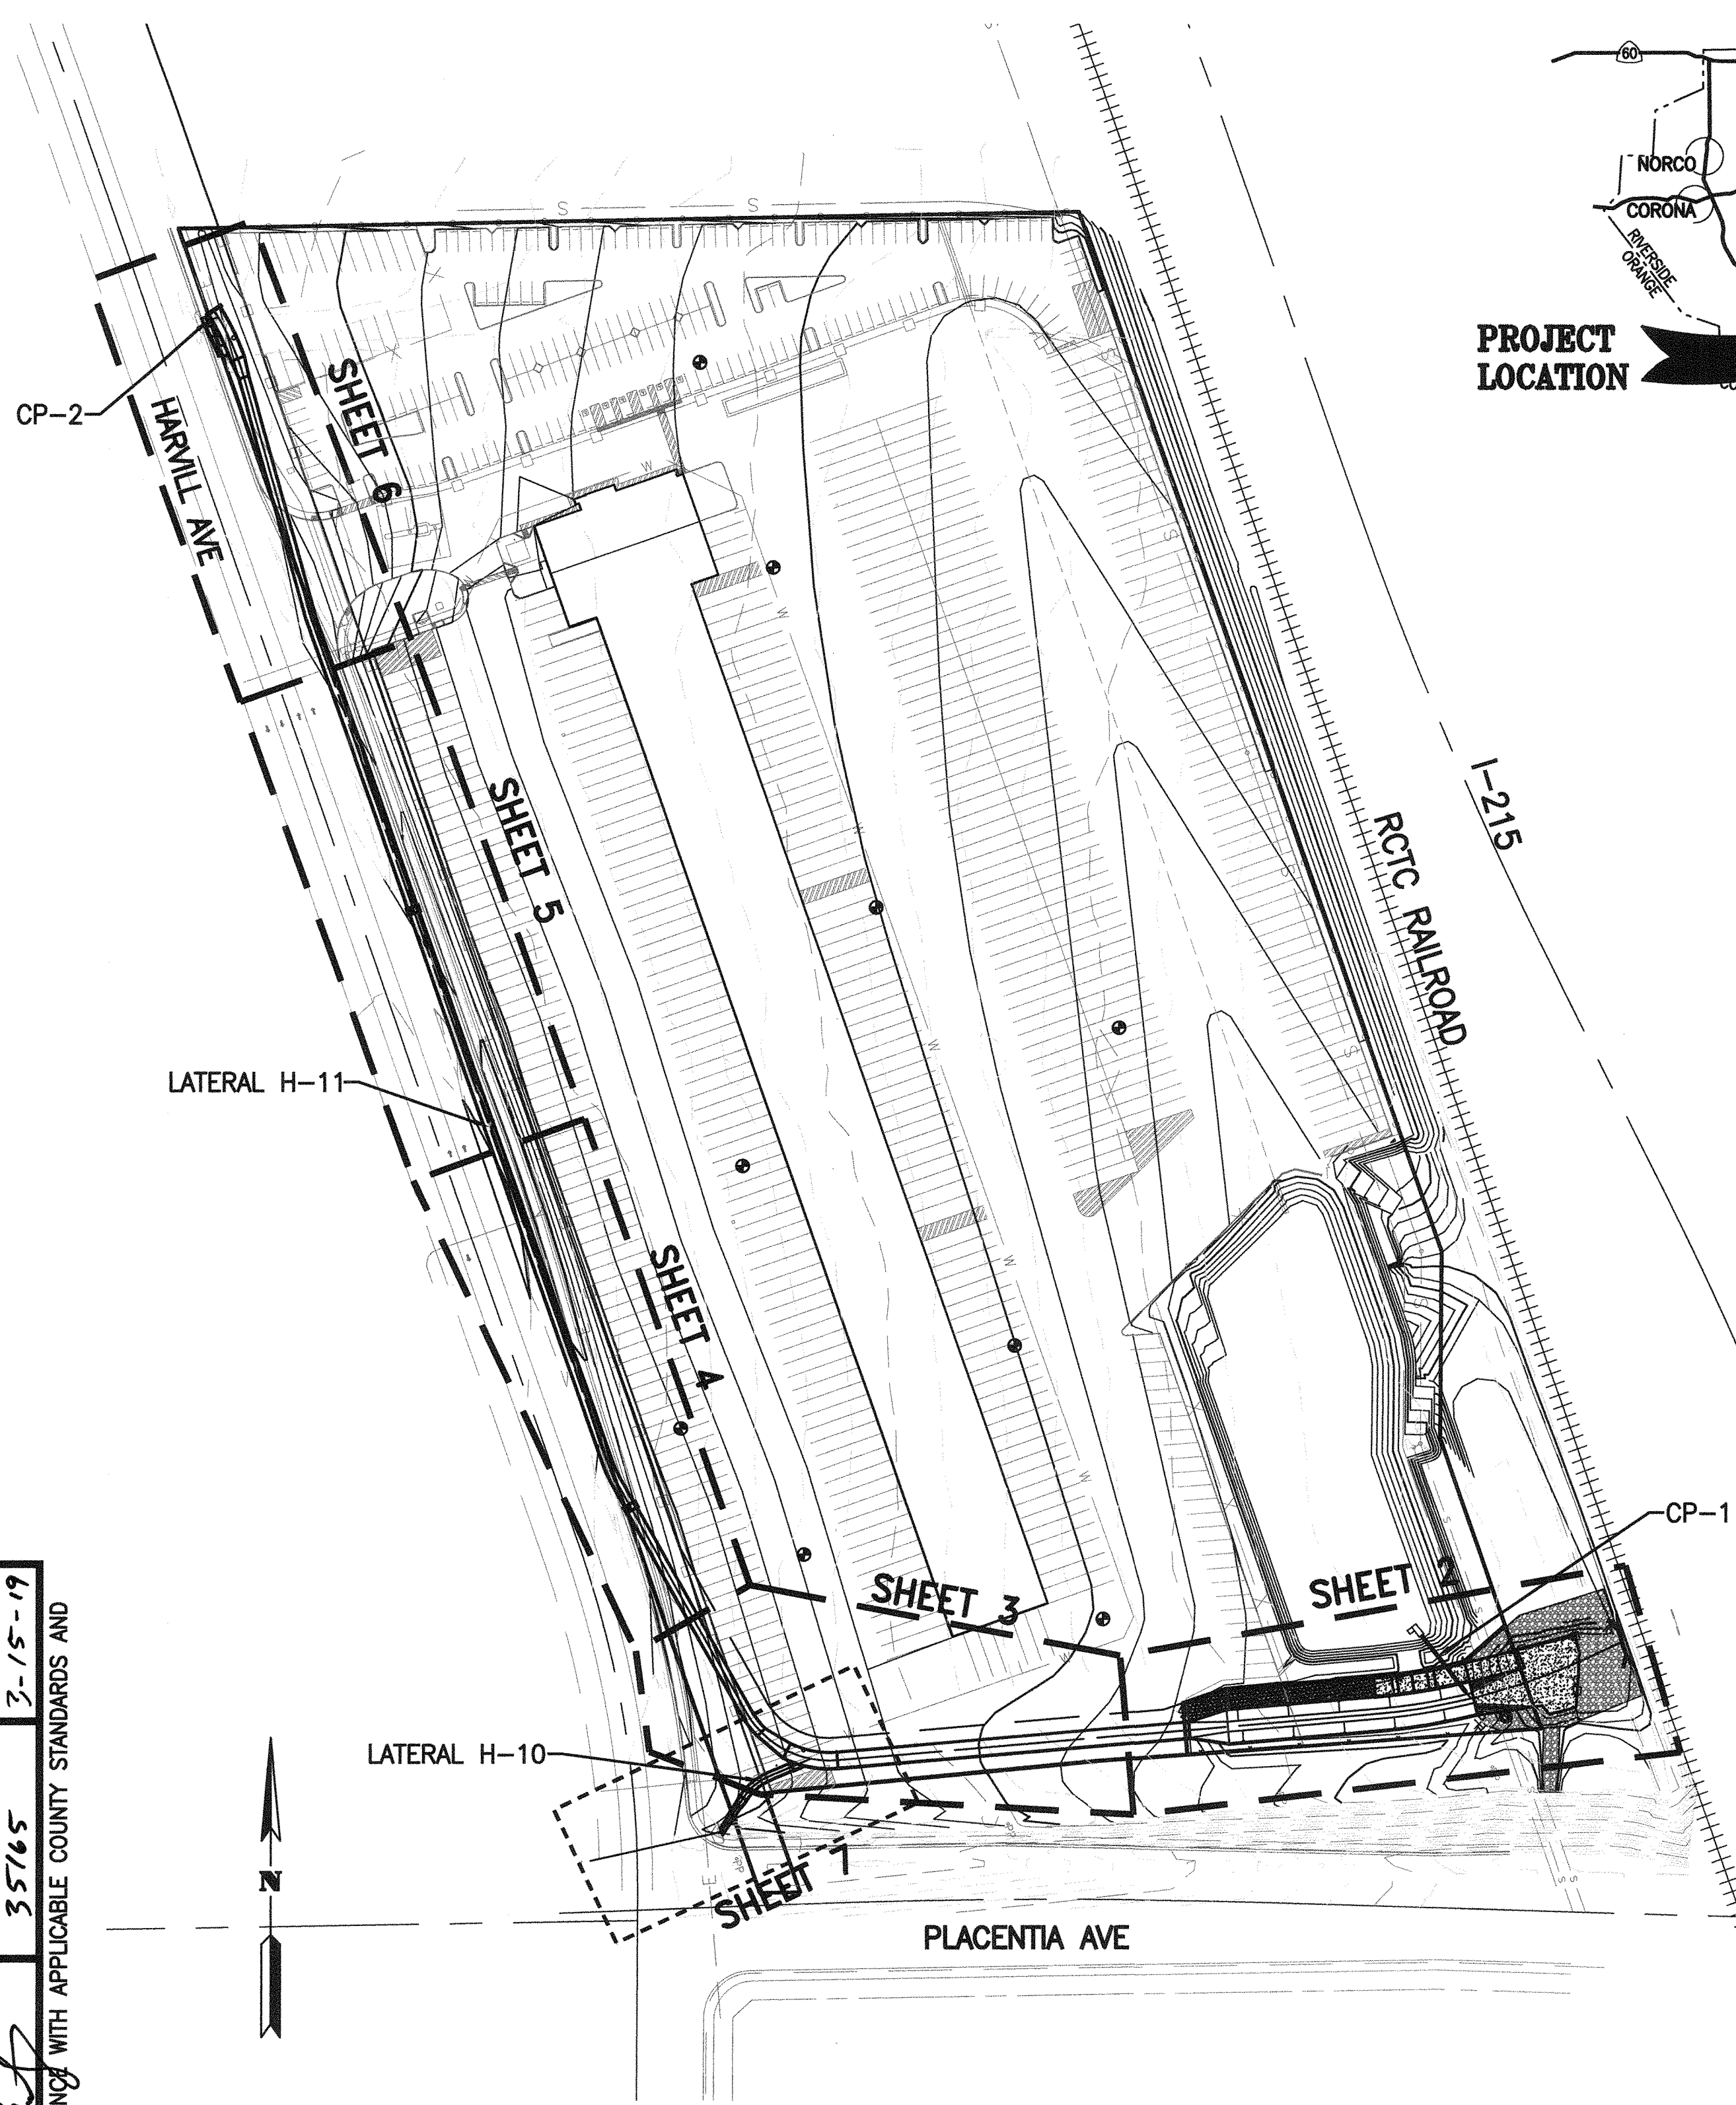 60
NORCO
CORONA
RIVERSIDE
ORANGE
PROJECT
LOCATION
S
S
CP-2
HARVILL AVE
SHEET 6
W
W
S
I-215
RCTC RAILROAD
SHEET 5
W
S
W
S
LATERAL H-11
SHEET 4
W
S
W
CP-1
SHEET 3
SHEET 2
LATERAL H-10
SHEET 1
E
S S
N
PLACENTIA AVE
3-15-19
35165
WITH APPLICABLE COUNTY STANDARDS AND